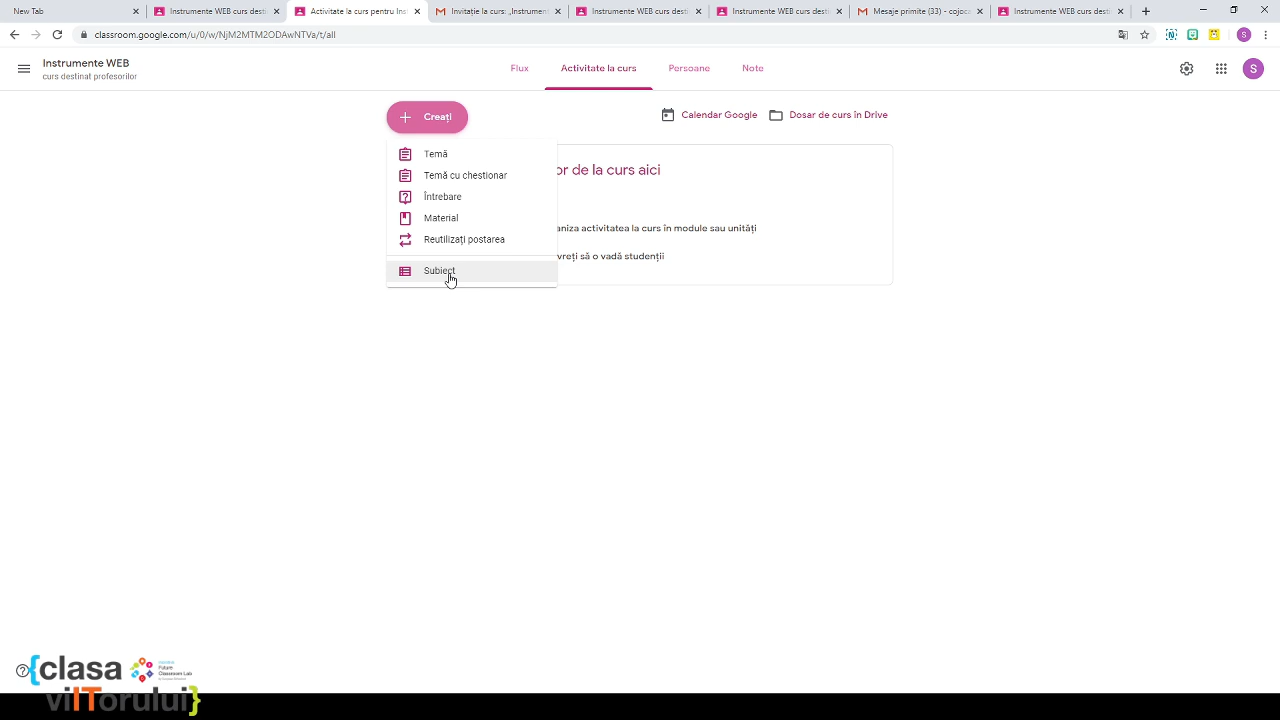 New Tab
Instrumente WEB curs desti
Activitate la curs pentru Inst
Invitație la curs: „Instrument
Instrumente WEB curs dest
Instrumente WEB curs desti
Mesaje primite (33) - cojoc
Instrumente WEB curs desti
classroom.google.com/u/0/w/NjM2MTM2ODAwNTVa/t/all
S
Instrumente WEB
curs destinat profesorilor
Flux
Activitate la curs
Persoane
Note
S
Creați
Calendar Google
Dosar de curs în Drive
Temă
or de la curs aici
Temă cu chestionar
Întrebare
Material
aniza activitatea la curs în module sau unități
Reutilizați postarea
vreți să o vadă studenții
Subiect
{clasa
Future
Classroom Lab
viITorului}